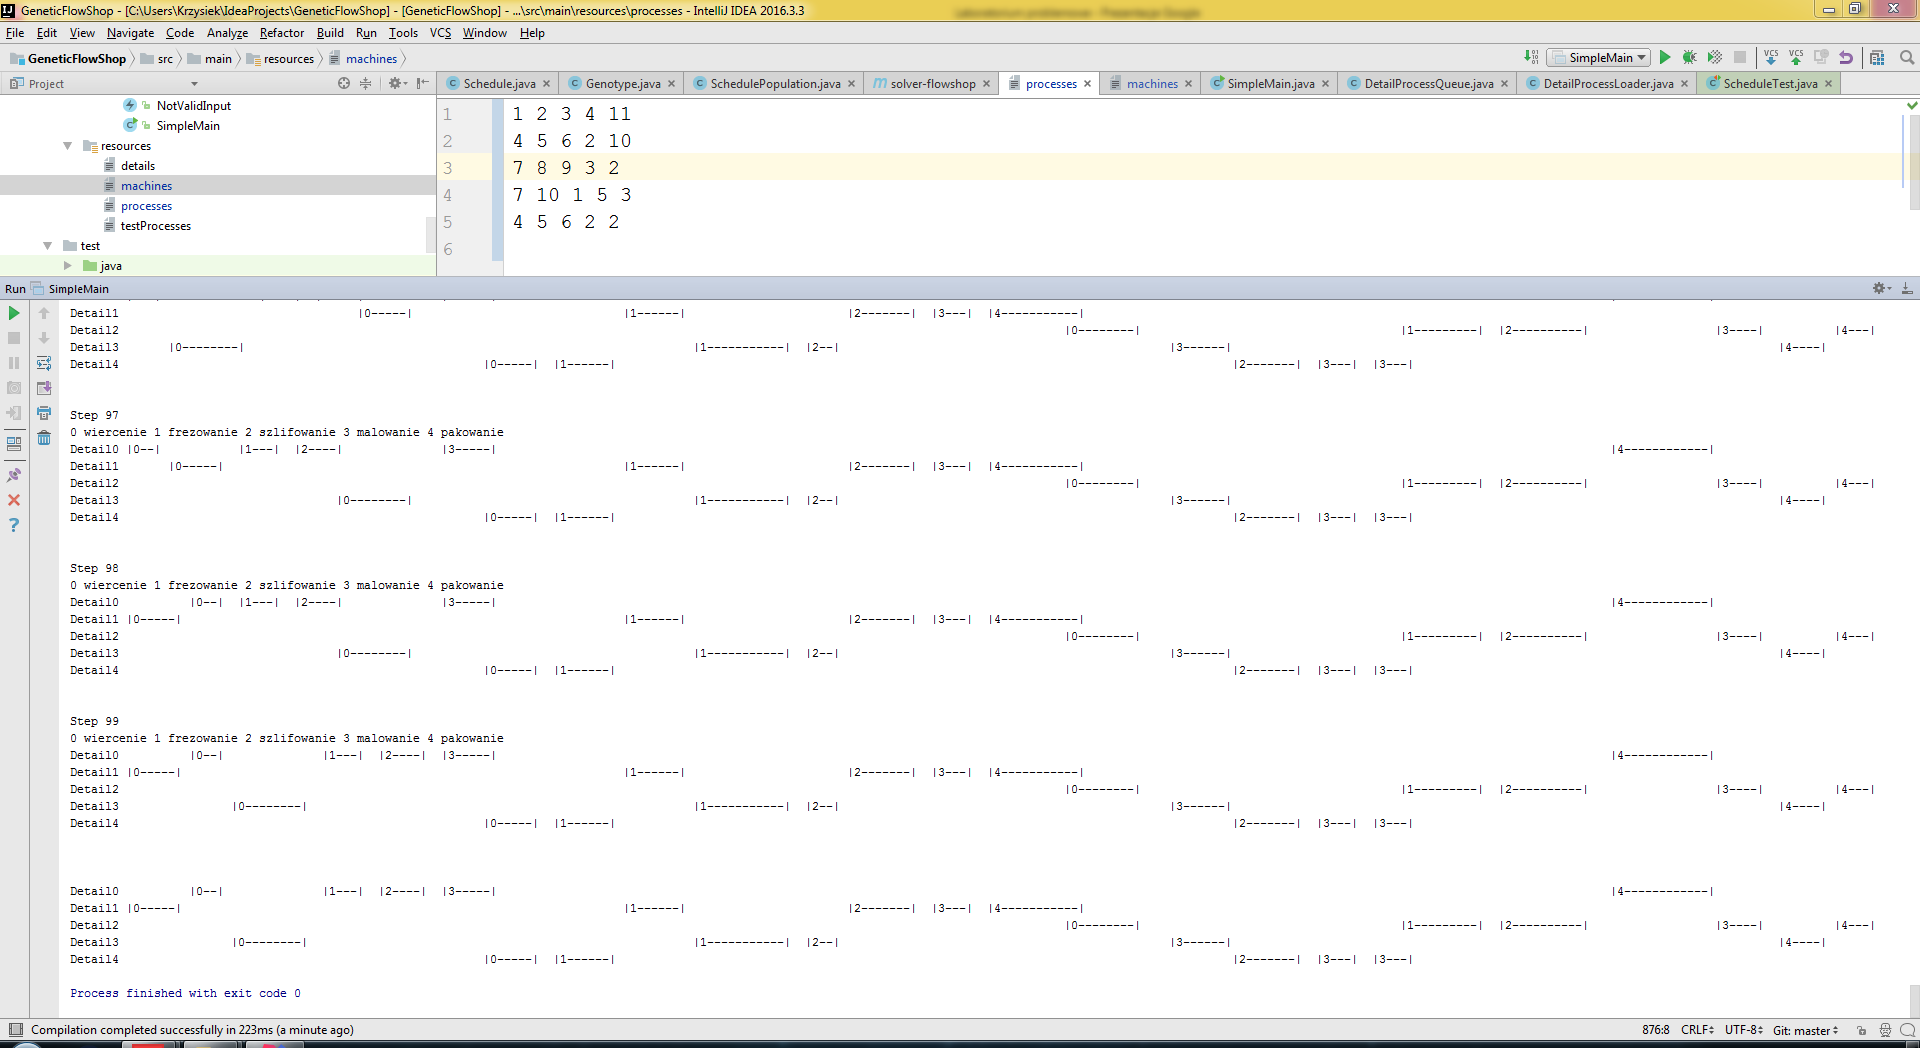 GeneticFlowShop - [C:\Users\Krzysiek\IdeaProjects\GeneticFlowShop] - [GeneticFlowShop] - ...\src\main\resources\processes - IntelliJ IDEA 2016.3.3
File Edit View Navigate Code Analyze Refactor Build Run Tools VCS Window Help
GeneticFlowShop src main resources machines SimpleMain VCS VCS
Project Schedule.java Genotype.java SchedulePopulation.java solver-flowshop processes machines SimpleMain.java DetailProcessQueue.java DetailProcessLoader.java ScheduleTest.java
NotValidInput
SimpleMain
resources
details
machines
processes
testProcesses
test
java
1 1 2 3 4 11
2 4 5 6 2 10
3 7 8 9 3 2
4 7 10 1 5 3
5 4 5 6 2 2
6
Run SimpleMain
Detail1 |0-----| |1------| |2-------| |3---| |4-----------|
Detail2 |0--------| |1---------| |2----------| |3----| |4---|
Detail3 |0--------| |1-----------| |2--| |3------| |4----|
Detail4 |0-----| |1------| |2-------| |3---| |3---|
Step 97
0 wiercenie 1 frezowanie 2 szlifowanie 3 malowanie 4 pakowanie
Detail0 |0--| |1---| |2----| |3-----| |4------------|
Detail1 |0-----| |1------| |2-------| |3---| |4-----------|
Detail2 |0--------| |1---------| |2----------| |3----| |4---|
Detail3 |0--------| |1-----------| |2--| |3------| |4----|
Detail4 |0-----| |1------| |2-------| |3---| |3---|
Step 98
0 wiercenie 1 frezowanie 2 szlifowanie 3 malowanie 4 pakowanie
Detail0 |0--| |1---| |2----| |3-----| |4------------|
Detail1 |0-----| |1------| |2-------| |3---| |4-----------|
Detail2 |0--------| |1---------| |2----------| |3----| |4---|
Detail3 |0--------| |1-----------| |2--| |3------| |4----|
Detail4 |0-----| |1------| |2-------| |3---| |3---|
Step 99
0 wiercenie 1 frezowanie 2 szlifowanie 3 malowanie 4 pakowanie
Detail0 |0--| |1---| |2----| |3-----| |4------------|
Detail1 |0-----| |1------| |2-------| |3---| |4-----------|
Detail2 |0--------| |1---------| |2----------| |3----| |4---|
Detail3 |0--------| |1-----------| |2--| |3------| |4----|
Detail4 |0-----| |1------| |2-------| |3---| |3---|
Detail0 |0--| |1---| |2----| |3-----| |4------------|
Detail1 |0-----| |1------| |2-------| |3---| |4-----------|
Detail2 |0--------| |1---------| |2----------| |3----| |4---|
Detail3 |0--------| |1-----------| |2--| |3------| |4----|
Detail4 |0-----| |1------| |2-------| |3---| |3---|
Process finished with exit code 0
Compilation completed successfully in 223ms (a minute ago) 876:8 CRLF UTF-8 Git: master